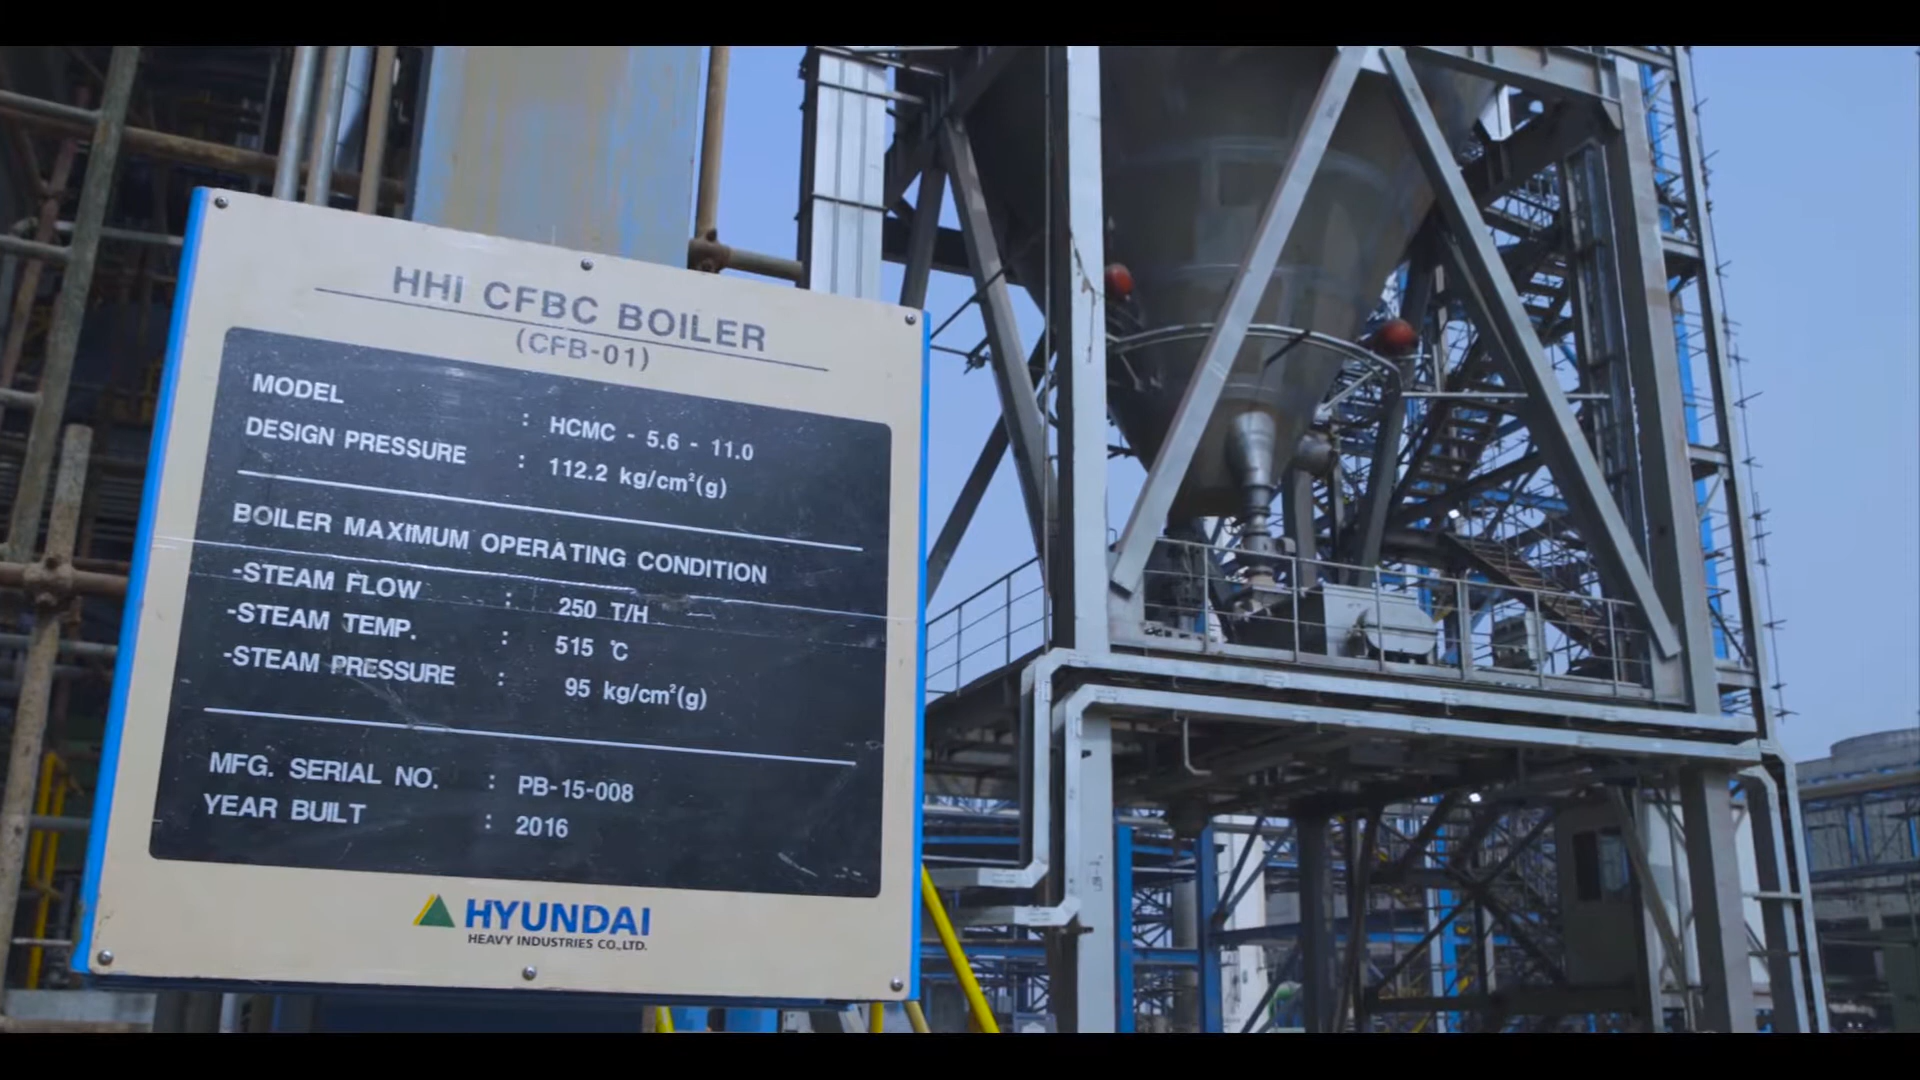 HHI CFBC BOILER
(CFB-01)
MODEL : HCMC - 5.6 - 11.0
DESIGN PRESSURE : 112.2 kg/cm²(g)
BOILER MAXIMUM OPERATING CONDITION
-STEAM FLOW : 250 T/H
-STEAM TEMP. : 515 ℃
-STEAM PRESSURE : 95 kg/cm²(g)
MFG. SERIAL NO. : PB-15-008
YEAR BUILT : 2016
HYUNDAI
HEAVY INDUSTRIES CO.,LTD.